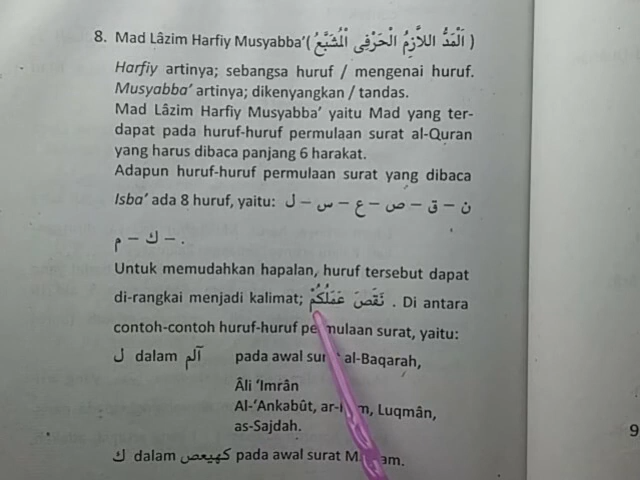 8. Mad Lâzim Harfiy Musyabba’( اَلْمَدُّ اللاَّزِمُ الْحَرْفِى الْمُشَبَّعُ )
Harfiy artinya; sebangsa huruf / mengenai huruf.
Musyabba’ artinya; dikenyangkan / tandas.
Mad Lâzim Harfiy Musyabba’ yaitu Mad yang ter-
dapat pada huruf-huruf permulaan surat al-Quran
yang harus dibaca panjang 6 harakat.
Adapun huruf-huruf permulaan surat yang dibaca
Isba’ ada 8 huruf, yaitu: ن – ق – ص – ع – س – ل
– ك – م .
Untuk memudahkan hapalan, huruf tersebut dapat
di-rangkai menjadi kalimat; نَقَصَ عَمَلُكُمْ . Di antara
contoh-contoh huruf-huruf permulaan surat, yaitu:
ل dalam آلم pada awal surat al-Baqarah,
Âli ‘Imrân
Al-‘Ankabût, Luqmân,
as-Sajdah.
ك dalam كهيعص pada awal surat
9